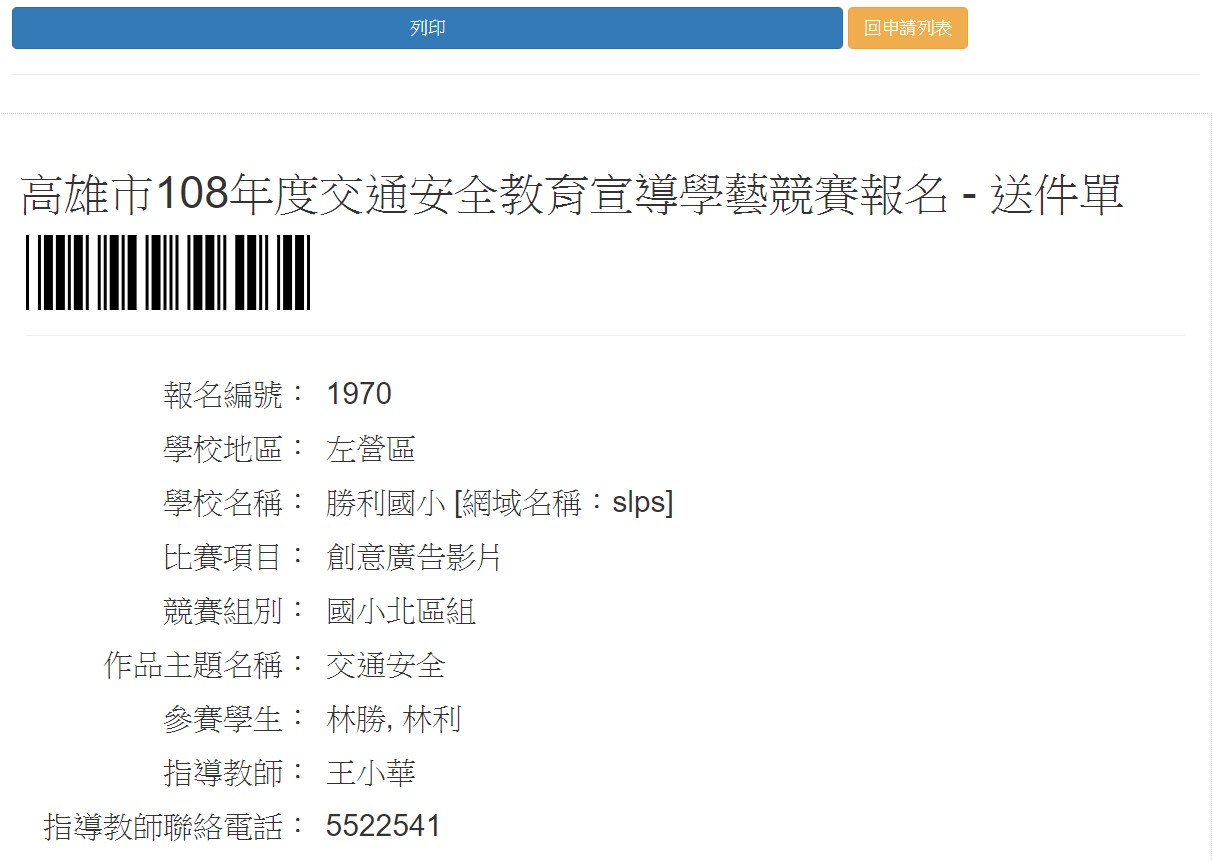 列印 回申請列表
高雄市108年度交通安全教育宣導學藝競賽報名 - 送件單
報名編號： 1970
學校地區： 左營區
學校名稱： 勝利國小 [網域名稱：slps]
比賽項目： 創意廣告影片
競賽組別： 國小北區組
作品主題名稱： 交通安全
參賽學生： 林勝, 林利
指導教師： 王小華
指導教師聯絡電話： 5522541